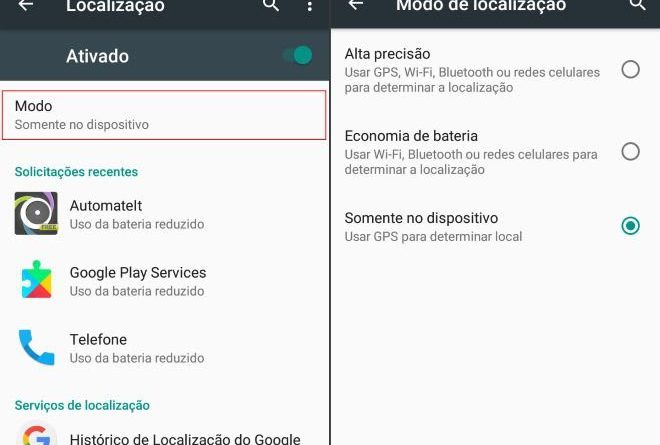 Localização
Ativado
Modo
Somente no dispositivo
Solicitações recentes
AutomateIt
Uso da bateria reduzido
FREE
Google Play Services
Uso da bateria reduzido
Telefone
Uso da bateria reduzido
Serviços de localização
Histórico de Localização do Google
Modo de localização
Alta precisão
Usar GPS, Wi-Fi, Bluetooth ou redes celulares
para determinar a localização
Economia de bateria
Usar Wi-Fi, Bluetooth ou redes celulares para
determinar a localização
Somente no dispositivo
Usar GPS para determinar local